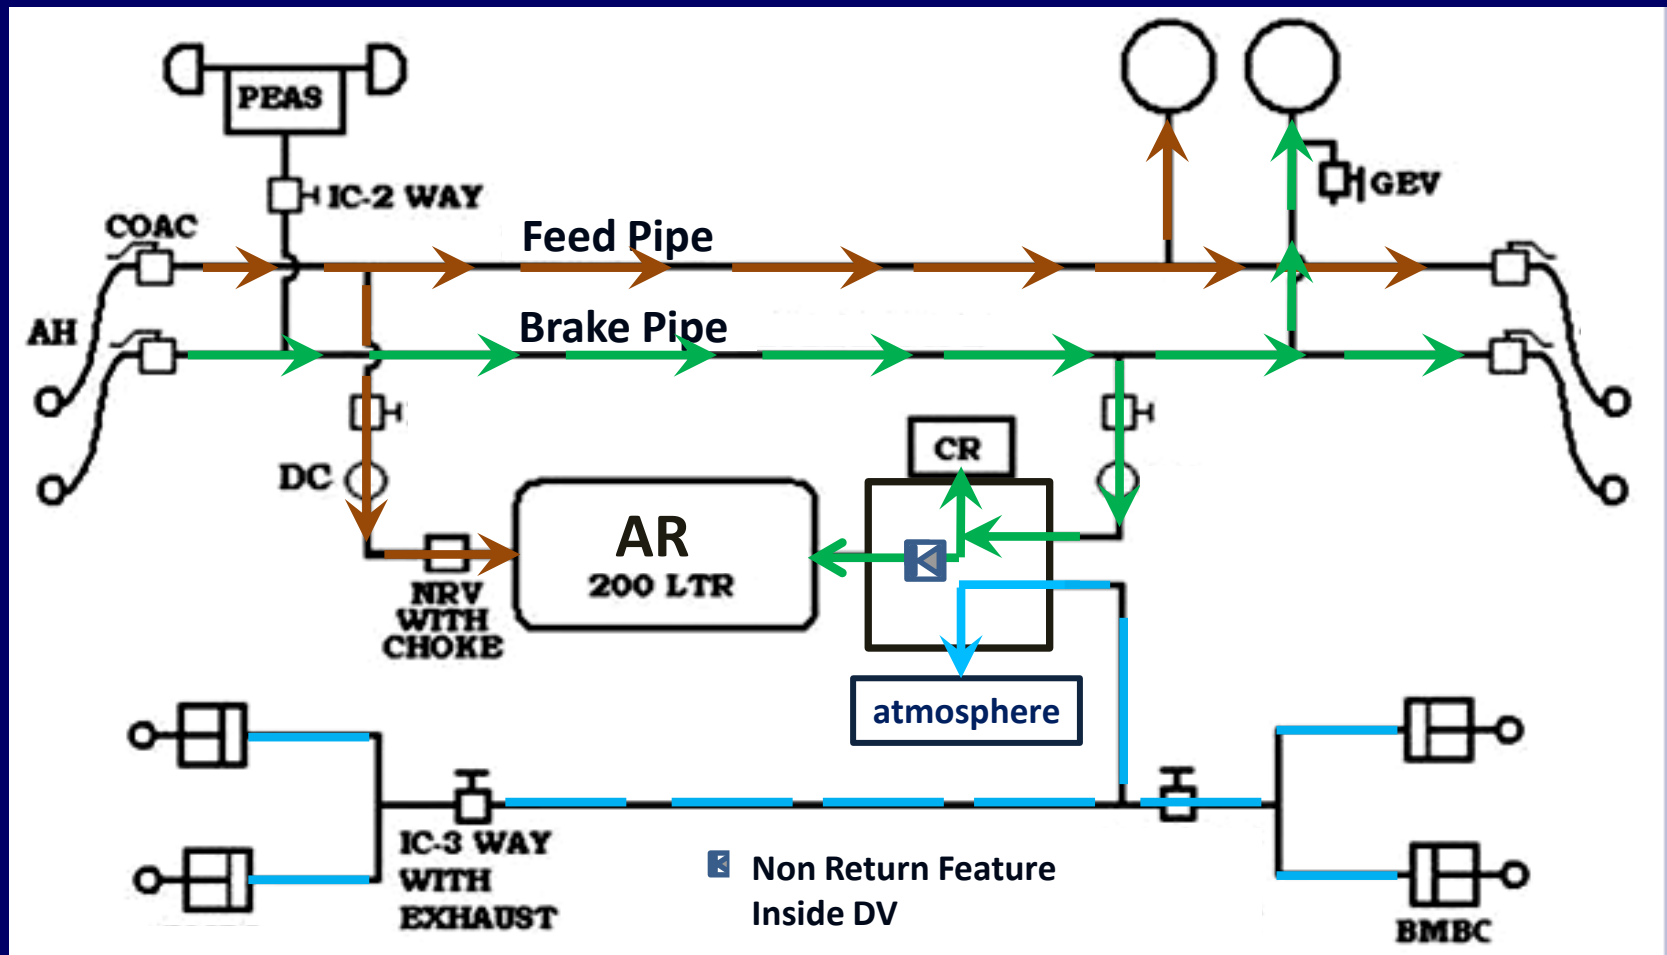 PEAS
IC-2 WAY
GEV
COAC
Feed Pipe
AH
Brake Pipe
CR
DC
AR
200 LTR
NRV
WITH
CHOKE
atmosphere
IC-3 WAY
WITH
EXHAUST
Non Return Feature
Inside DV
BMBC